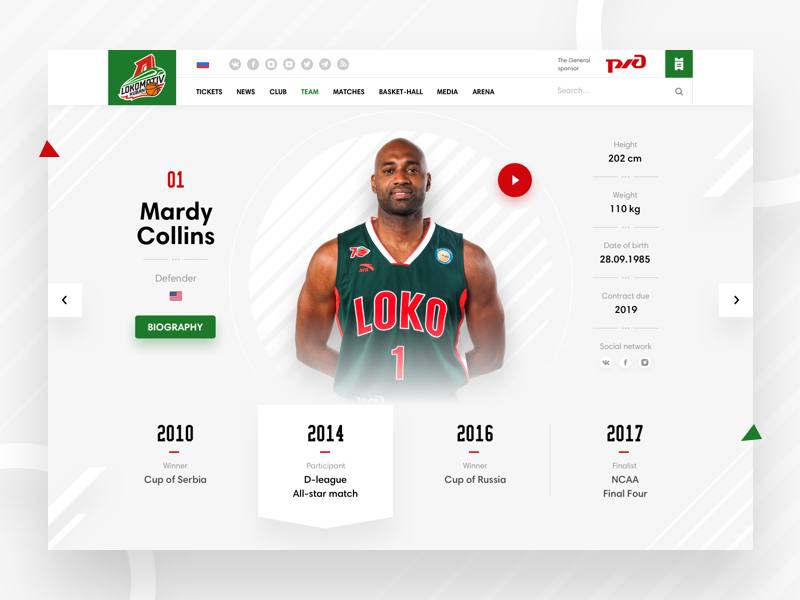 LOKOMOTIV
The General
sponsor
TICKETS NEWS CLUB TEAM MATCHES BASKET-HALL MEDIA ARENA
Search...
01
Mardy
Collins
Defender
BIOGRAPHY
LOKO
1
Height
202 cm
Weight
110 kg
Date of birth
28.09.1985
Contract due
2019
Social network
2010
Winner
Cup of Serbia
2014
Participant
D-league
All-star match
2016
Winner
Cup of Russia
2017
Finalist
NCAA
Final Four